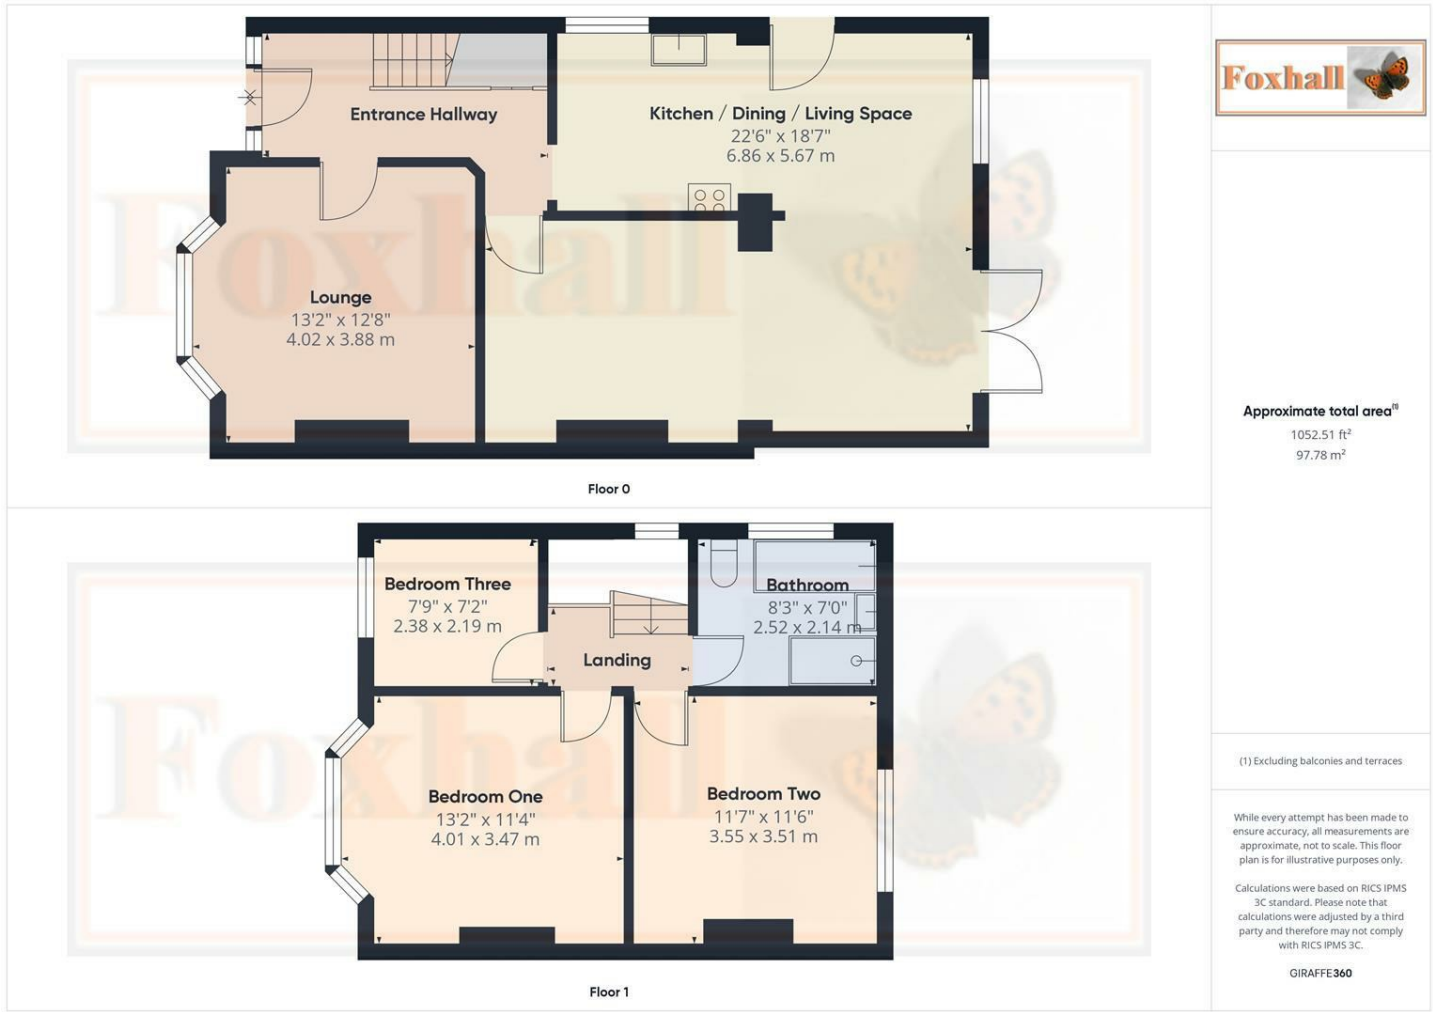 Entrance Hallway
Kitchen / Dining / Living Space
22'6" x 18'7"
6.86 x 5.67 m
Lounge
13'2" x 12'8"
4.02 x 3.88 m
Foxhall
Floor 0
Bedroom Three
7'9" x 7'2"
2.38 x 2.19 m
Bathroom
8'3" x 7'0"
2.52 x 2.14 m
Landing
Bedroom One
13'2" x 11'4"
4.01 x 3.47 m
Bedroom Two
11'7" x 11'6"
3.55 x 3.51 m
Foxhall
Floor 1
Foxhall
Approximate total area(1)
1052.51 ft²
97.78 m²
(1) Excluding balconies and terraces
While every attempt has been made to
ensure accuracy, all measurements are
approximate, not to scale. This floor
plan is for illustrative purposes only.
Calculations were based on RICS IPMS
3C standard. Please note that
calculations were adjusted by a third
party and therefore may not comply
with RICS IPMS 3C.
GIRAFFE360